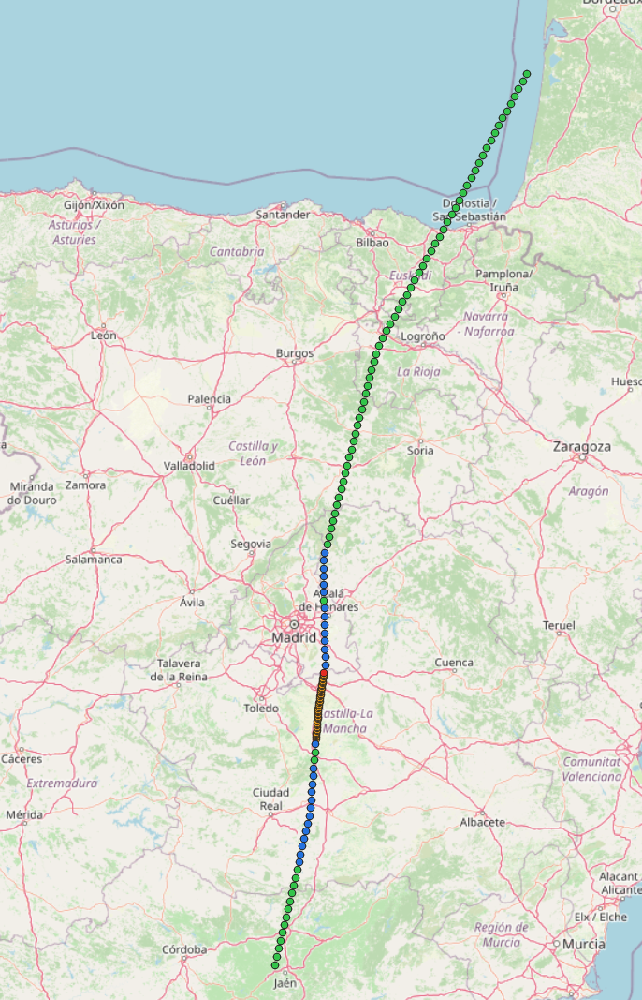 Bordeaux
Gijón/Xixón
Santander
Donostia /
San Sebastián
Asturias /
Asturies
Bilbao
Cantabria
Euskadi
Pamplona/
Iruña
León
Navarra
- Nafarroa
Logroño
Burgos
La Rioja
Palencia
Castilla y
León
Soria
Zaragoza
Valladolid
Miranda
do Douro
Zamora
Aragón
Cuéllar
Segovia
Salamanca
Ávila
Alcalá
de Henares
Madrid
Teruel
Talavera
de la Reina
Cuenca
Toledo
Castilla-La
Mancha
Cáceres
Comunitat
Valenciana
Extremadura
Ciudad
Real
Mérida
Albacete
Alacant
Alicante
Elx / Elche
Región de
Murcia
Murcia
Córdoba
Jaén